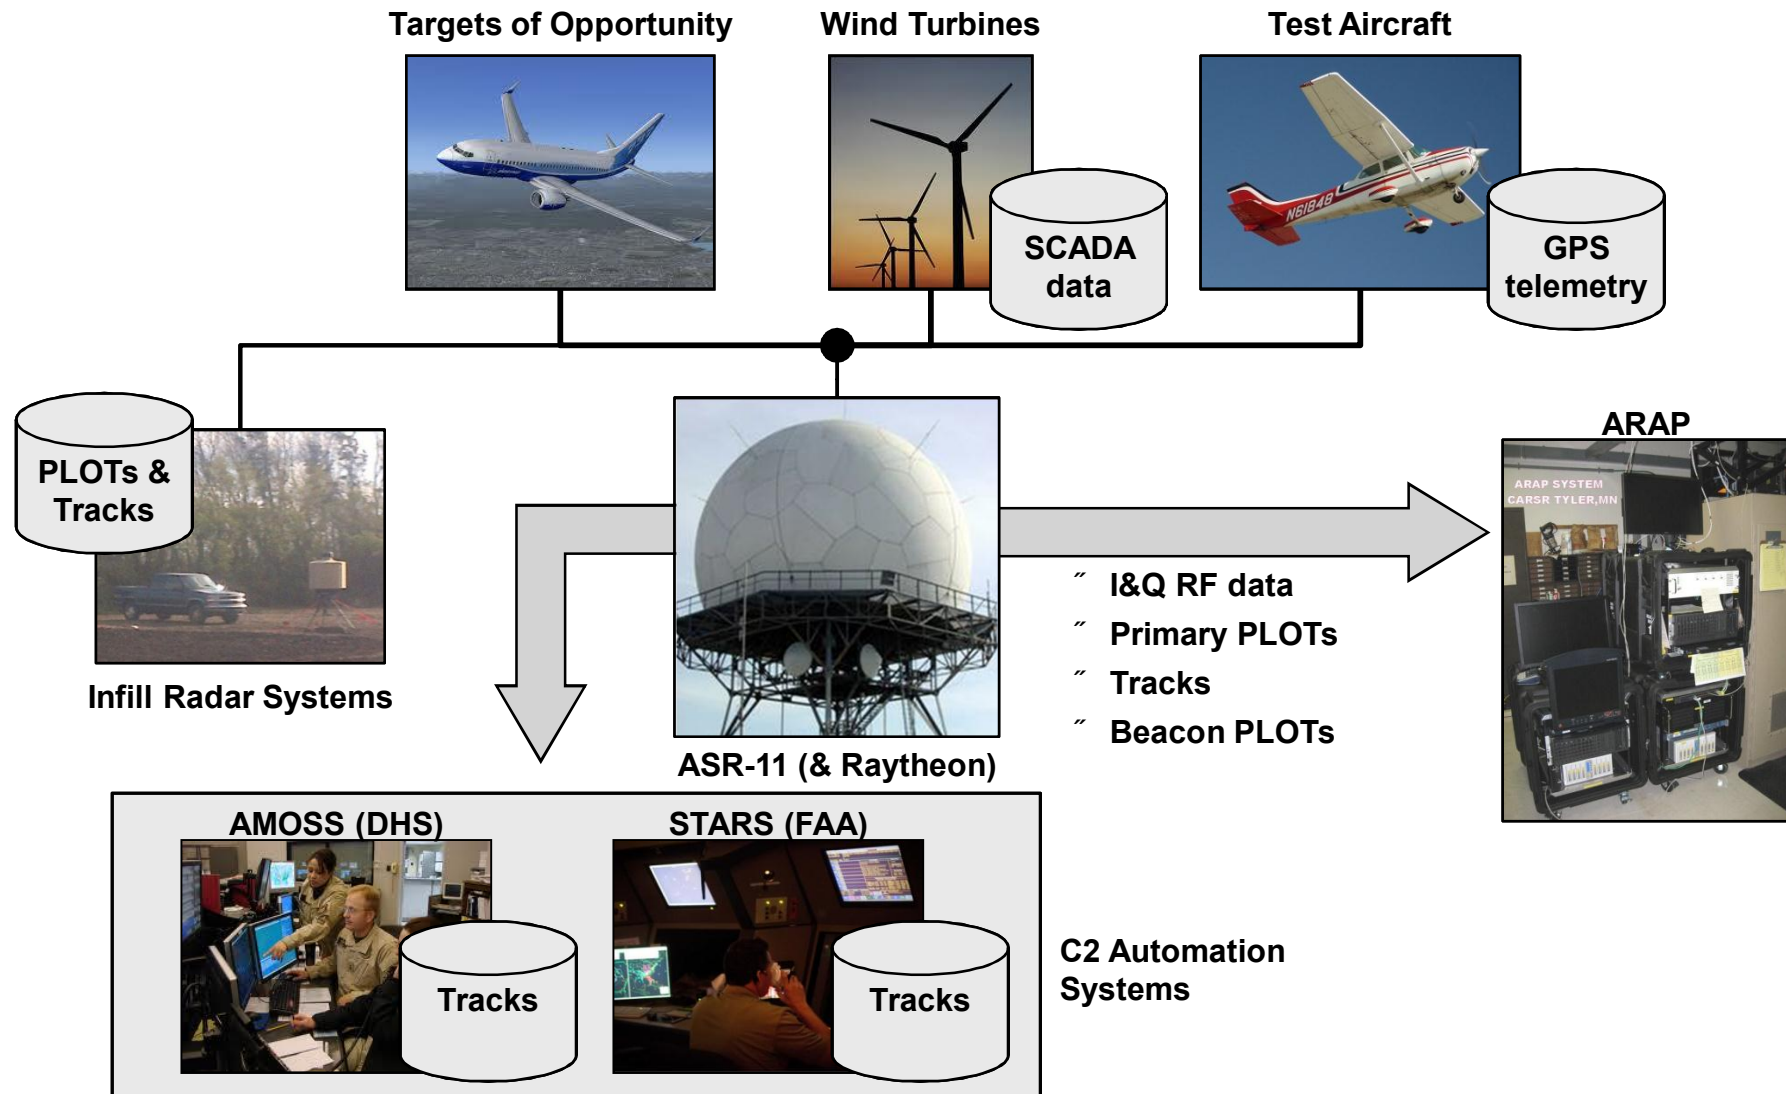 Targets of Opportunity
Wind Turbines
Test Aircraft
N61848
SCADA
data
GPS
telemetry
PLOTs &
Tracks
Infill Radar Systems
ASR-11 (& Raytheon)
˝ I&Q RF data
˝ Primary PLOTs
˝ Tracks
˝ Beacon PLOTs
ARAP
ARAP SYSTEM
CARSR TYLER,MN
AMOSS (DHS)
STARS (FAA)
Tracks
Tracks
C2 Automation
Systems